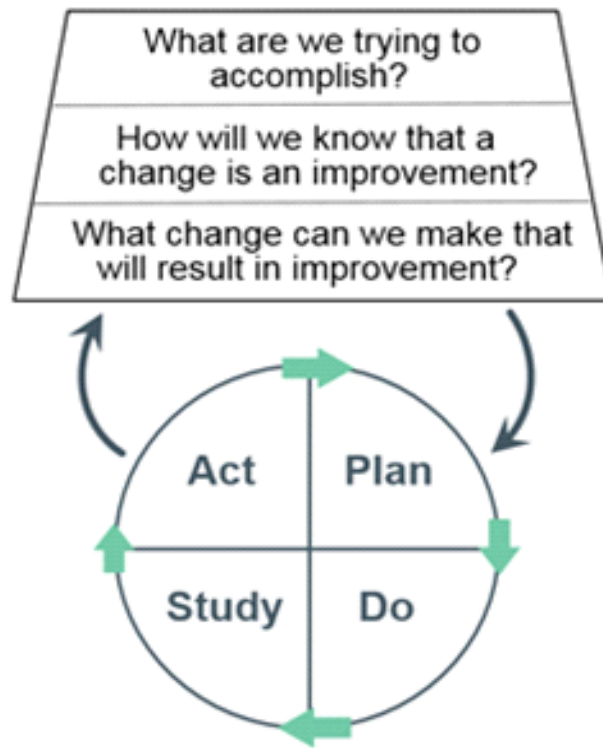 What are we trying to
accomplish?
How will we know that a
change is an improvement?
What change can we make that
will result in improvement?
Act
Plan
Study
Do